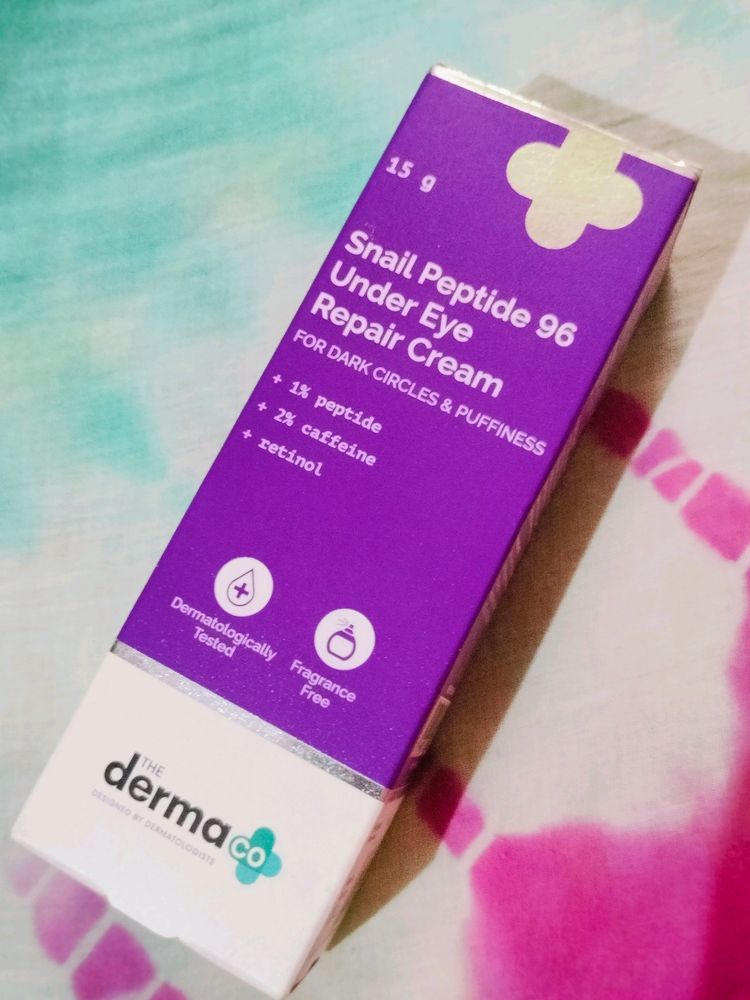 15 g
Snail Peptide 96
Under Eye
Repair Cream
FOR DARK CIRCLES & PUFFINESS
+ 1% peptide
+ 2% caffeine
+ retinol
Dermatologically
Tested
Fragrance
Free
THE
derma co
DESIGNED BY DERMATOLOGISTS